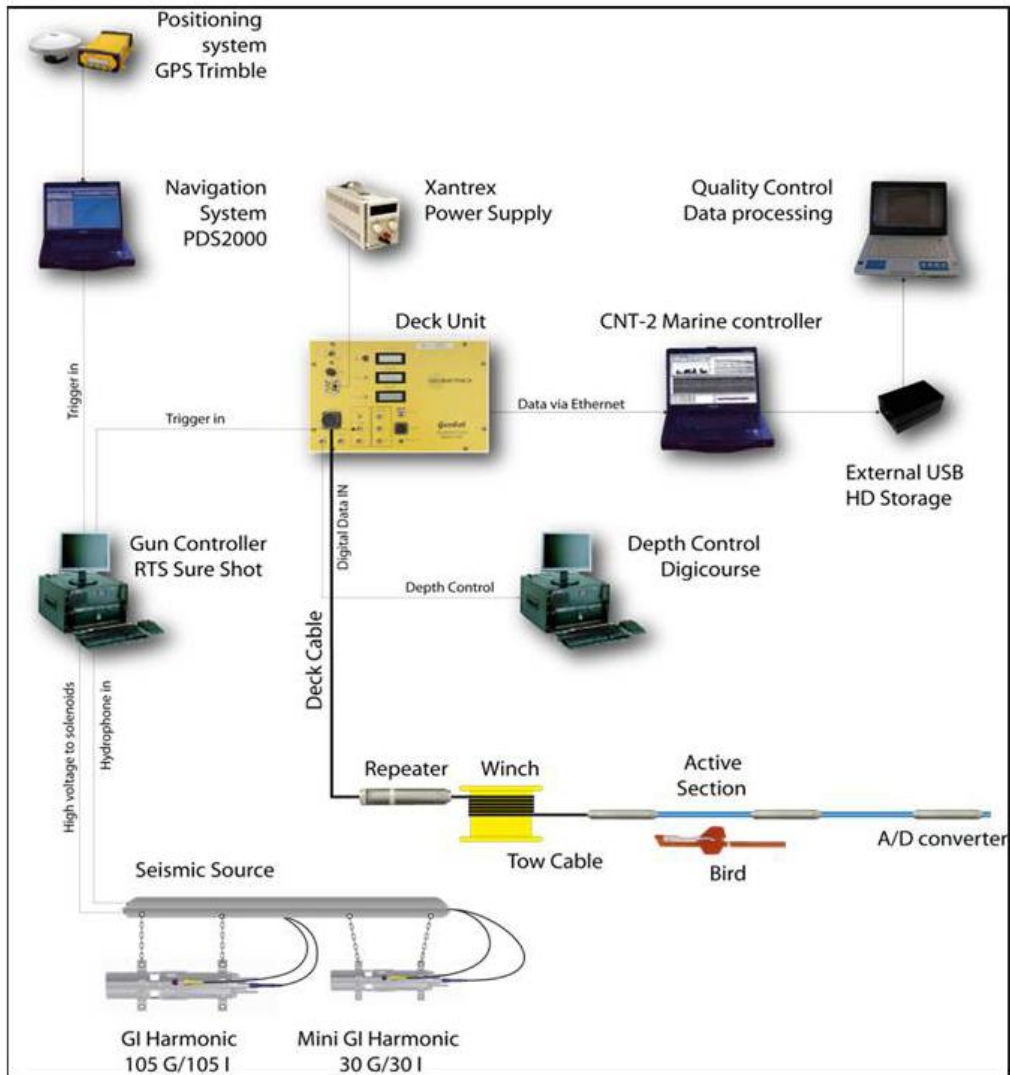 Positioning
system
GPS Trimble
Navigation
System
PDS2000
Xantrex
Power Supply
Quality Control
Data processing
Deck Unit
CNT-2 Marine controller
Trigger in
Trigger in
Data via Ethernet
External USB
HD Storage
Digital Data IN
Gun Controller
RTS Sure Shot
Depth Control
Digicourse
Depth Control
Deck Cable
High voltage to solenoids
Hydrophone in
Repeater
Winch
Active
Section
A/D converter
Tow Cable
Bird
Seismic Source
GI Harmonic
105 G/105 I
Mini GI Harmonic
30 G/30 I